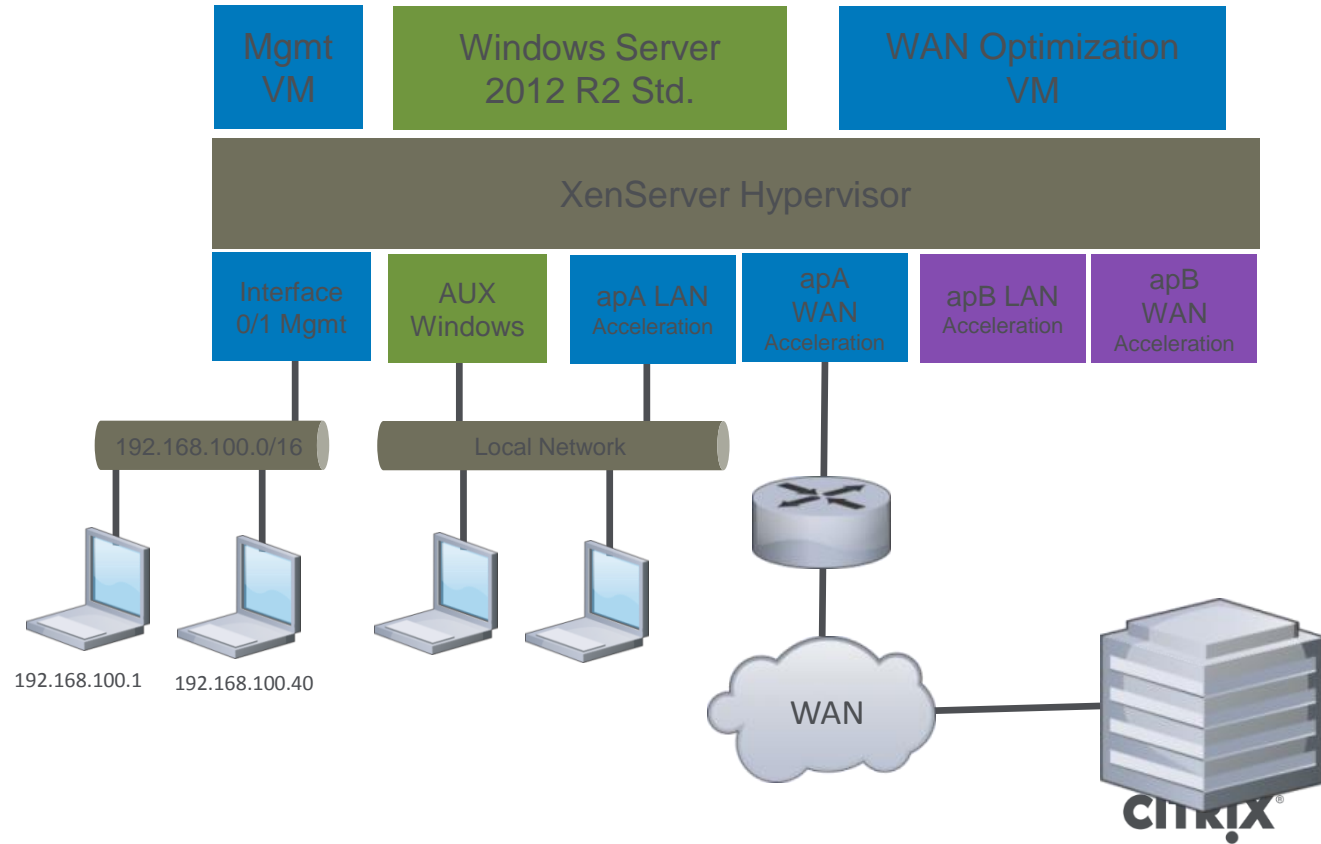 Mgmt
VM
Windows Server
2012 R2 Std.
WAN Optimization
VM
XenServer Hypervisor
Interface
0/1 Mgmt
AUX
Windows
apA LAN
Acceleration
apA
WAN
Acceleration
apB LAN
Acceleration
apB
WAN
Acceleration
192.168.100.0/16
Local Network
192.168.100.1
192.168.100.40
WAN
CITRIX®